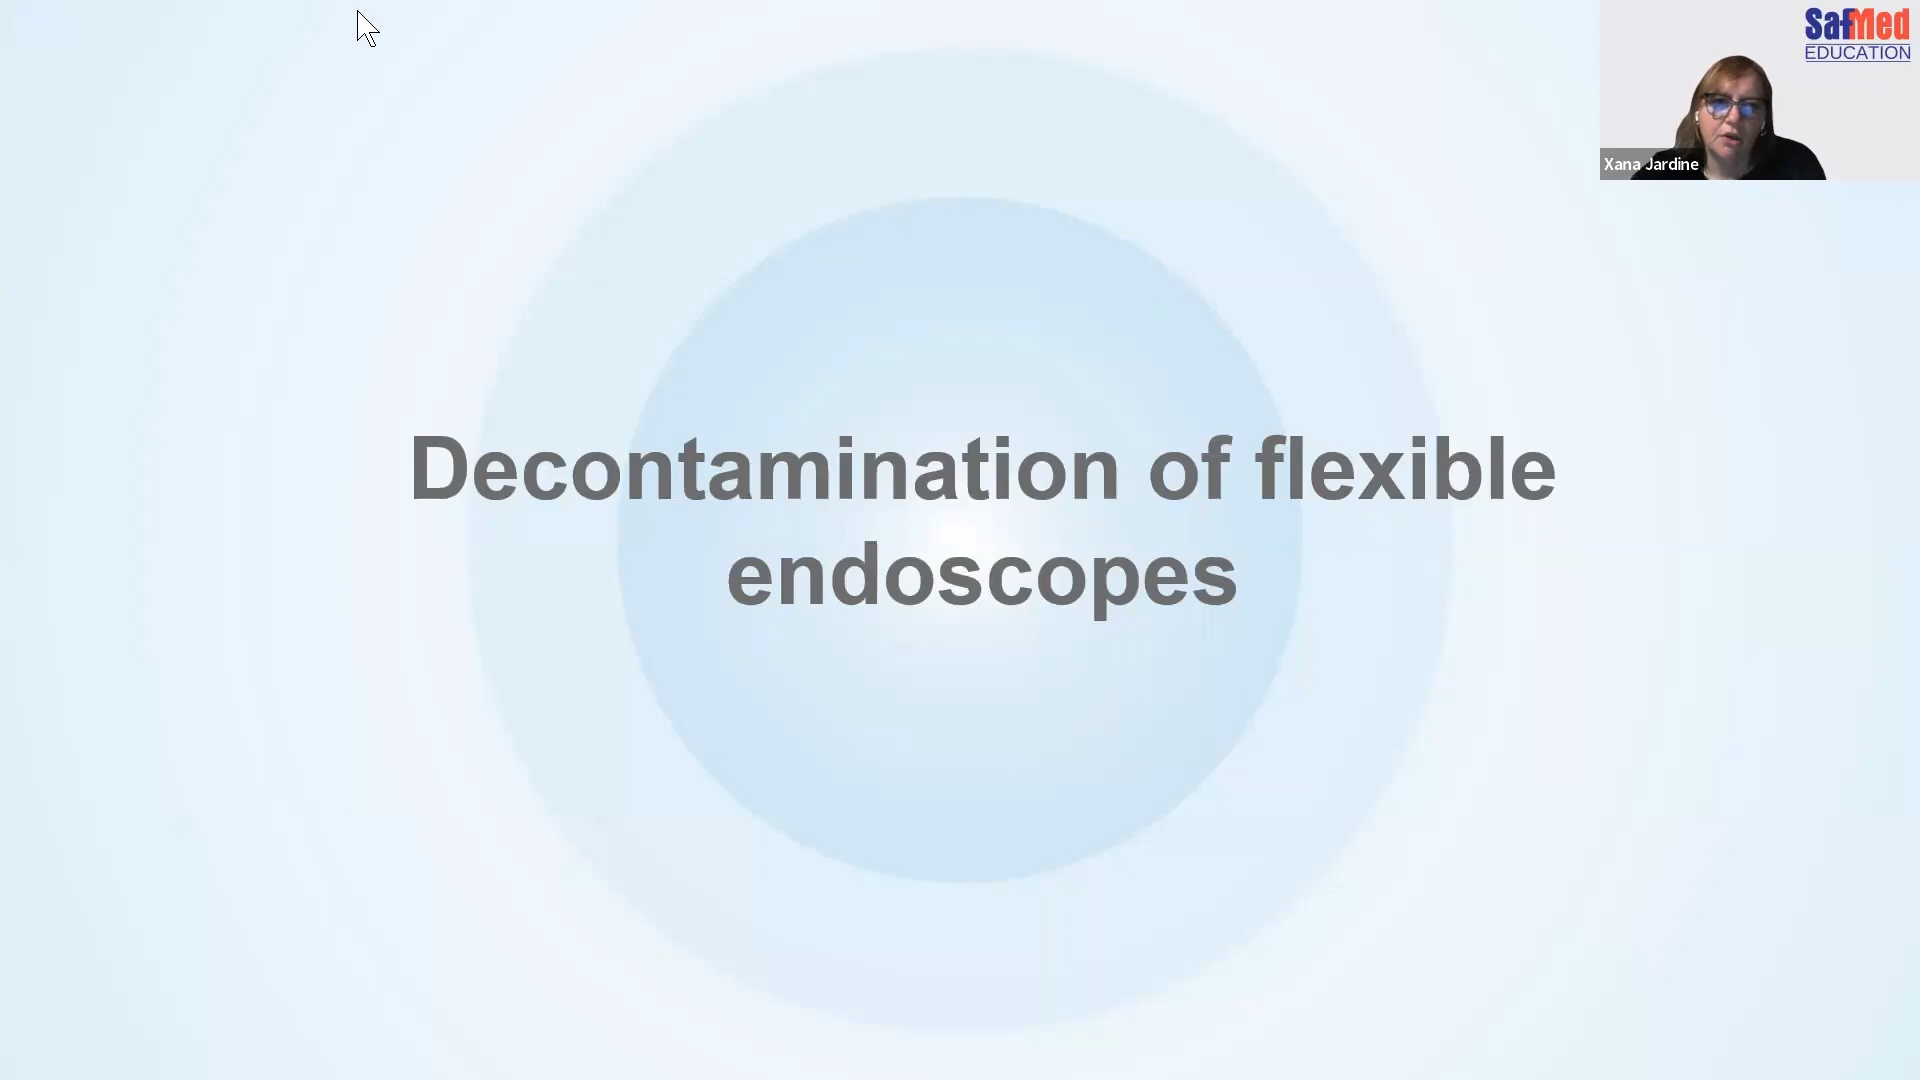 SafMed
EDUCATION
Xana Jardine
Decontamination of flexible
endoscopes